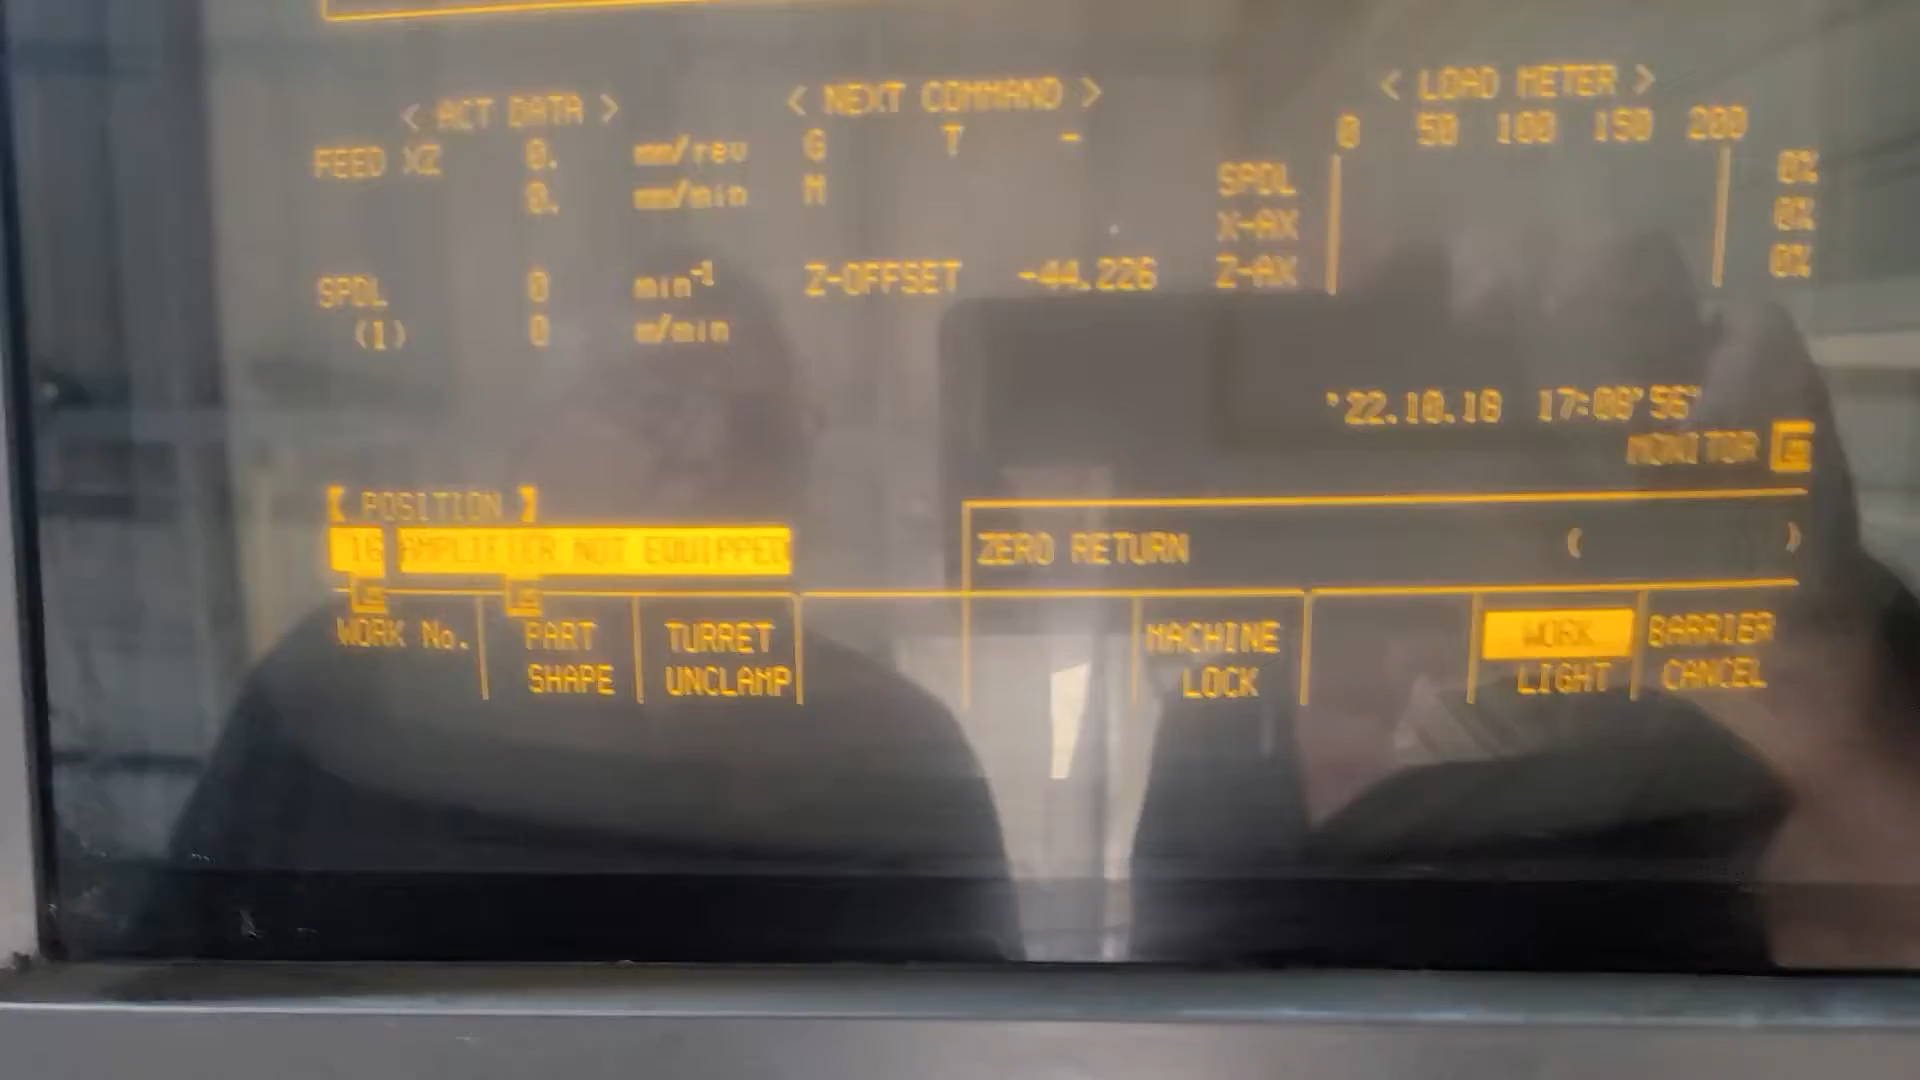 < ACT DATA > < NEXT COMMAND > < LOAD METER >
0 50 100 150 200
FEED XZ 0. mm/rev G T -
0. mm/min M
SPDL 0%
X-AX 0%
Z-AX 0%
SPDL 0 min-1 Z-OFFSET -44.226
(1) 0 m/min
'22.10.18 17:08'56"
MONITOR
【 POSITION 】
16 AMPLIFIER NOT EQUIPPED
ZERO RETURN ( )
WORK No. PART SHAPE TURRET UNCLAMP MACHINE LOCK WORK LIGHT BARRIER CANCEL